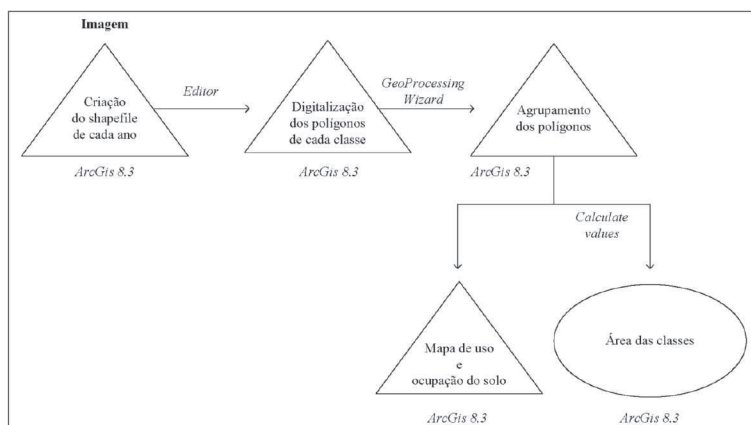 Imagem
Criação
do shapefile
de cada ano
ArcGis 8.3
Editor
Digitalização
dos polígonos
de cada classe
ArcGis 8.3
GeoProcessing
Wizard
Agrupamento
dos polígonos
ArcGis 8.3
Calculate
values
Mapa de uso
e
ocupação do solo
ArcGis 8.3
Área das classes
ArcGis 8.3